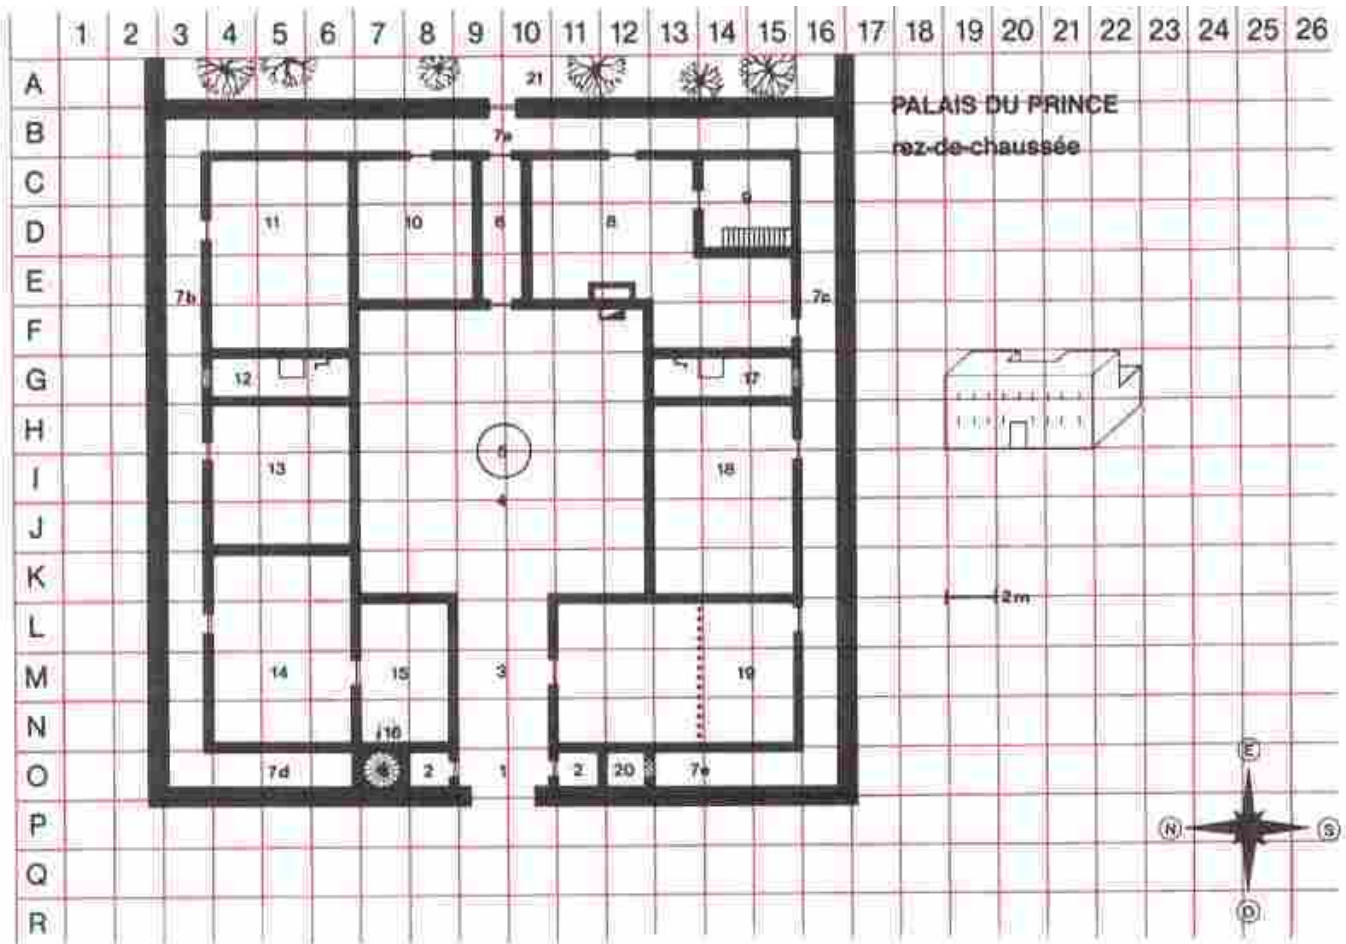 1 2 3 4 5 6 7 8 9 10 11 12 13 14 15 16 17 18 19 20 21 22 23 24 25 26
A
21
PALAIS DU PRINCE
B
7a
rez-de-chaussée
C
9
D
11
10
6
8
E
7b
7c
F
G
12
17
H
5
I
13
18
4
J
K
2m
L
M
14
15
3
19
N
16
O
7d
2
1
2
20
7e
E
P
N
S
Q
O
R